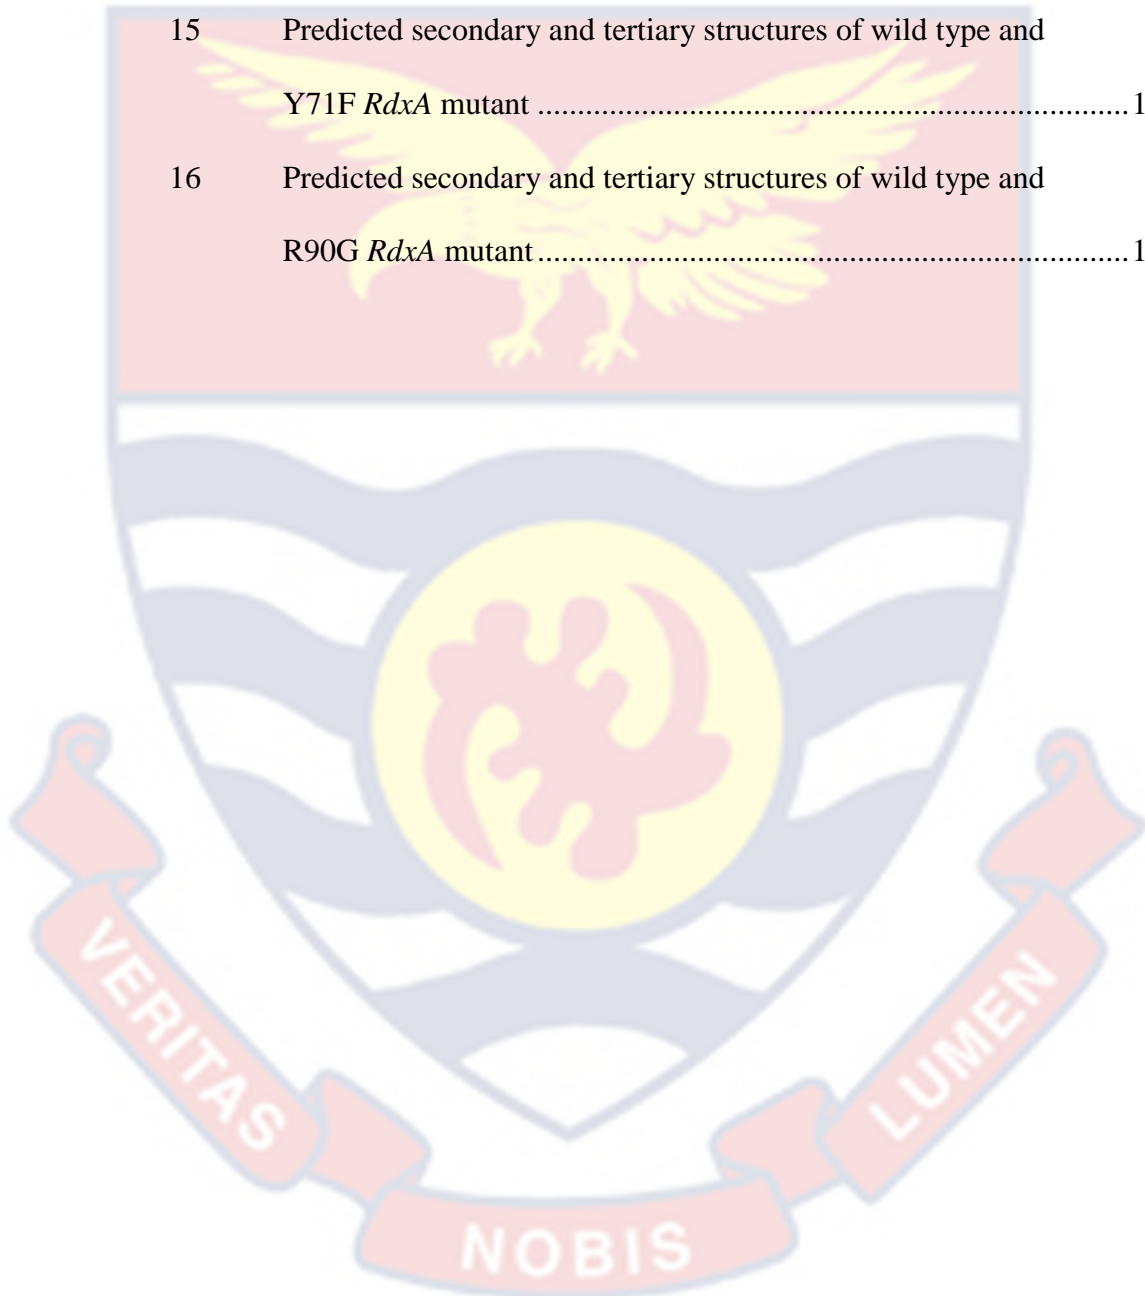 15 Predicted secondary and tertiary structures of wild type and
Y71F RdxA mutant ..........................................................................1
16 Predicted secondary and tertiary structures of wild type and
R90G RdxA mutant..........................................................................1
VERITAS
NOBIS
LUMEN